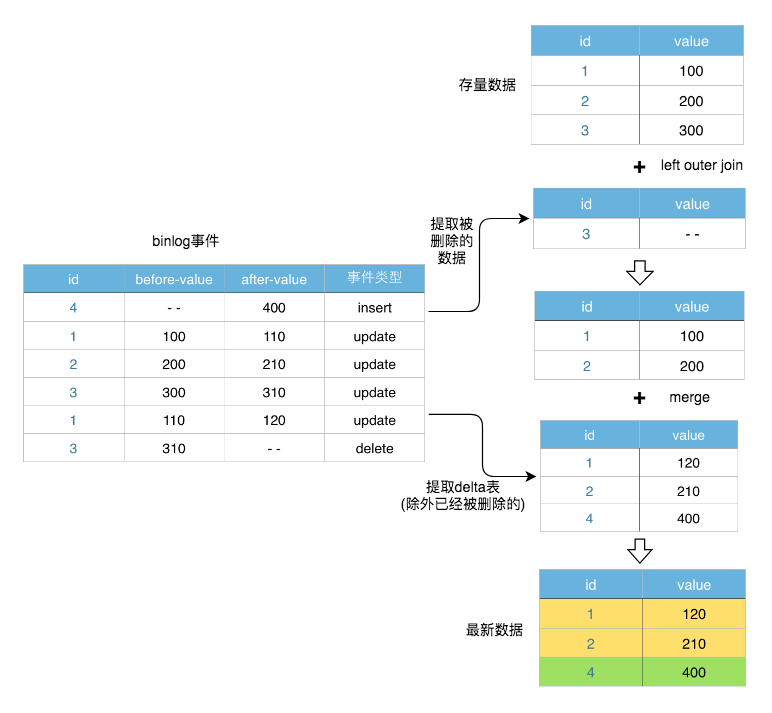 id value
存量数据
1 100
2 200
3 300
+ left outer join
提取被
删除的
数据
id value
3 - -
binlog事件
id before-value after-value 事件类型
4 - - 400 insert
1 100 110 update
2 200 210 update
3 300 310 update
1 110 120 update
3 310 - - delete
id value
1 100
2 200
+ merge
提取delta表
(除外已经被删除的)
id value
1 120
2 210
4 400
最新数据
id value
1 120
2 210
4 400